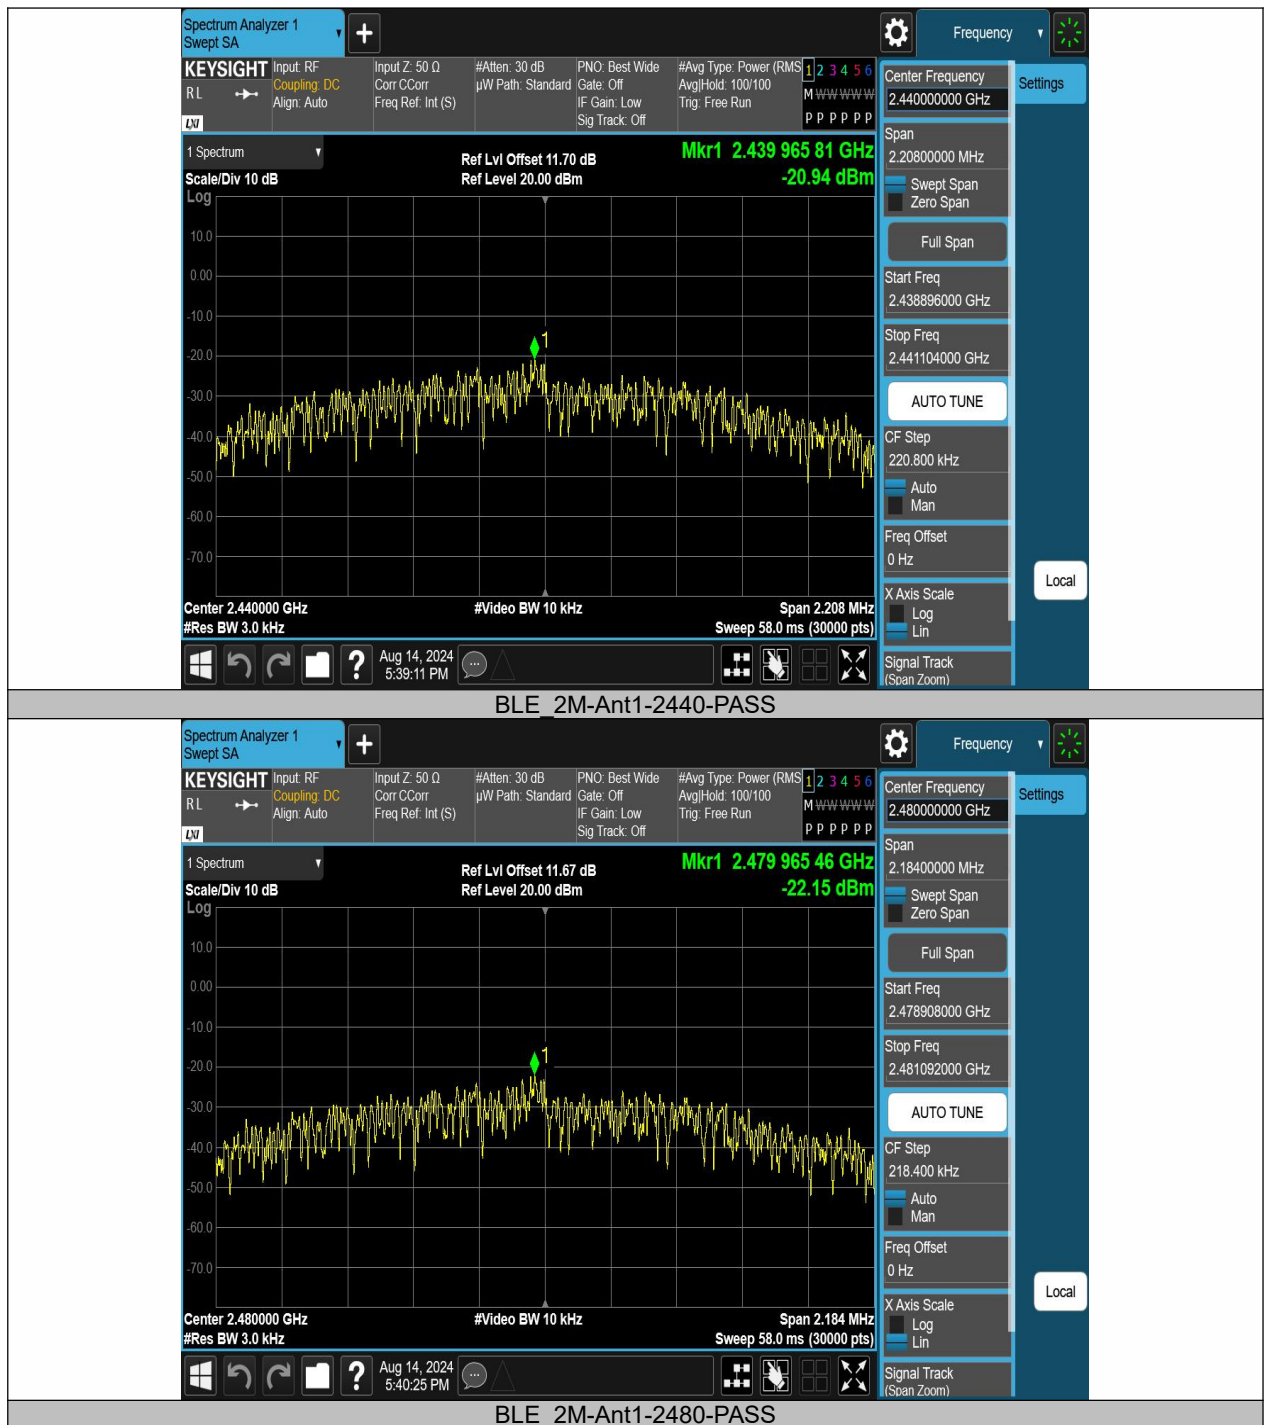 Spectrum Analyzer 1
Swept SA
Frequency
KEYSIGHT
RL
LXI
Input: RF
Coupling: DC
Align: Auto
Input Z: 50 Ω
Corr CCorr
Freq Ref: Int (S)
#Atten: 30 dB
µW Path: Standard
PNO: Best Wide
Gate: Off
IF Gain: Low
Sig Track: Off
#Avg Type: Power (RMS
Avg|Hold: 100/100
Trig: Free Run
1 2 3 4 5 6
M W W W W W
P P P P P P
Center Frequency
2.440000000 GHz
Settings
Span
2.20800000 MHz
Swept Span
Zero Span
Full Span
Start Freq
2.438896000 GHz
Stop Freq
2.441104000 GHz
AUTO TUNE
CF Step
220.800 kHz
Auto
Man
Freq Offset
0 Hz
X Axis Scale
Log
Lin
Signal Track
(Span Zoom)
Local
1 Spectrum
Scale/Div 10 dB
Log
Ref Lvl Offset 11.70 dB
Ref Level 20.00 dBm
Mkr1 2.439 965 81 GHz
-20.94 dBm
10.0
0.00
-10.0
-20.0
-30.0
-40.0
-50.0
-60.0
-70.0
1
Center 2.440000 GHz
#Res BW 3.0 kHz
#Video BW 10 kHz
Span 2.208 MHz
Sweep 58.0 ms (30000 pts)
?
Aug 14, 2024
5:39:11 PM
BLE_2M-Ant1-2440-PASS
Spectrum Analyzer 1
Swept SA
Frequency
KEYSIGHT
RL
LXI
Input: RF
Coupling: DC
Align: Auto
Input Z: 50 Ω
Corr CCorr
Freq Ref: Int (S)
#Atten: 30 dB
µW Path: Standard
PNO: Best Wide
Gate: Off
IF Gain: Low
Sig Track: Off
#Avg Type: Power (RMS
Avg|Hold: 100/100
Trig: Free Run
1 2 3 4 5 6
M W W W W W
P P P P P P
Center Frequency
2.480000000 GHz
Settings
Span
2.18400000 MHz
Swept Span
Zero Span
Full Span
Start Freq
2.478908000 GHz
Stop Freq
2.481092000 GHz
AUTO TUNE
CF Step
218.400 kHz
Auto
Man
Freq Offset
0 Hz
X Axis Scale
Log
Lin
Signal Track
(Span Zoom)
Local
1 Spectrum
Scale/Div 10 dB
Log
Ref Lvl Offset 11.67 dB
Ref Level 20.00 dBm
Mkr1 2.479 965 46 GHz
-22.15 dBm
10.0
0.00
-10.0
-20.0
-30.0
-40.0
-50.0
-60.0
-70.0
1
Center 2.480000 GHz
#Res BW 3.0 kHz
#Video BW 10 kHz
Span 2.184 MHz
Sweep 58.0 ms (30000 pts)
?
Aug 14, 2024
5:40:25 PM
BLE_2M-Ant1-2480-PASS